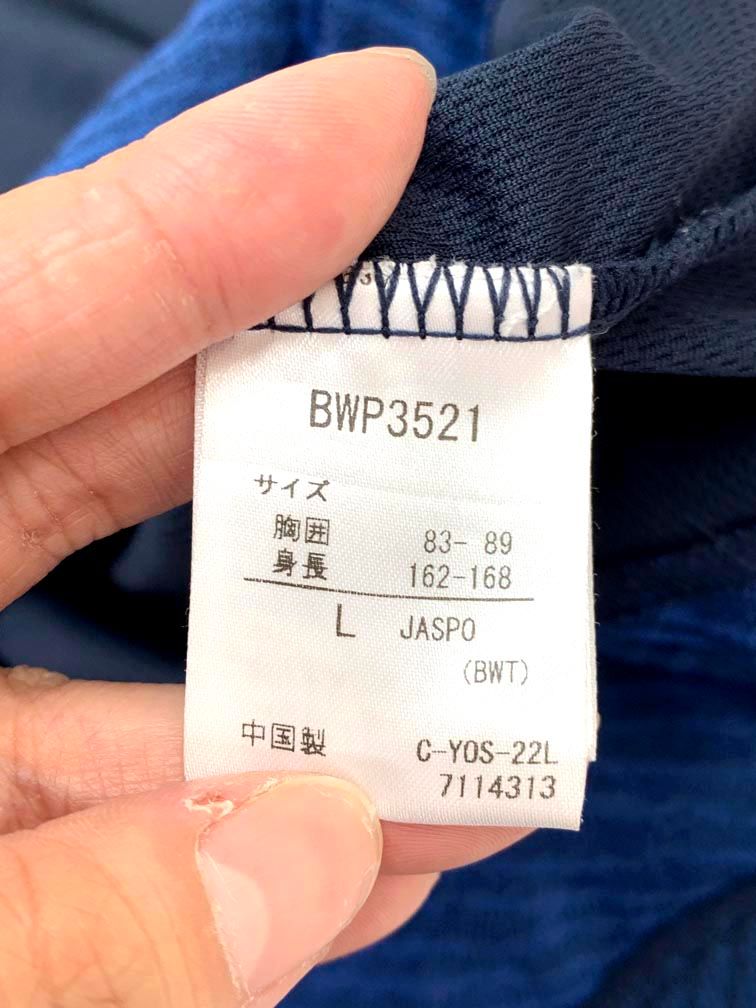 BWP3521
サイズ
胸囲 83- 89
身長 162-168
L JASPO
(BWT)
中国製 C-YOS-22L
7114313